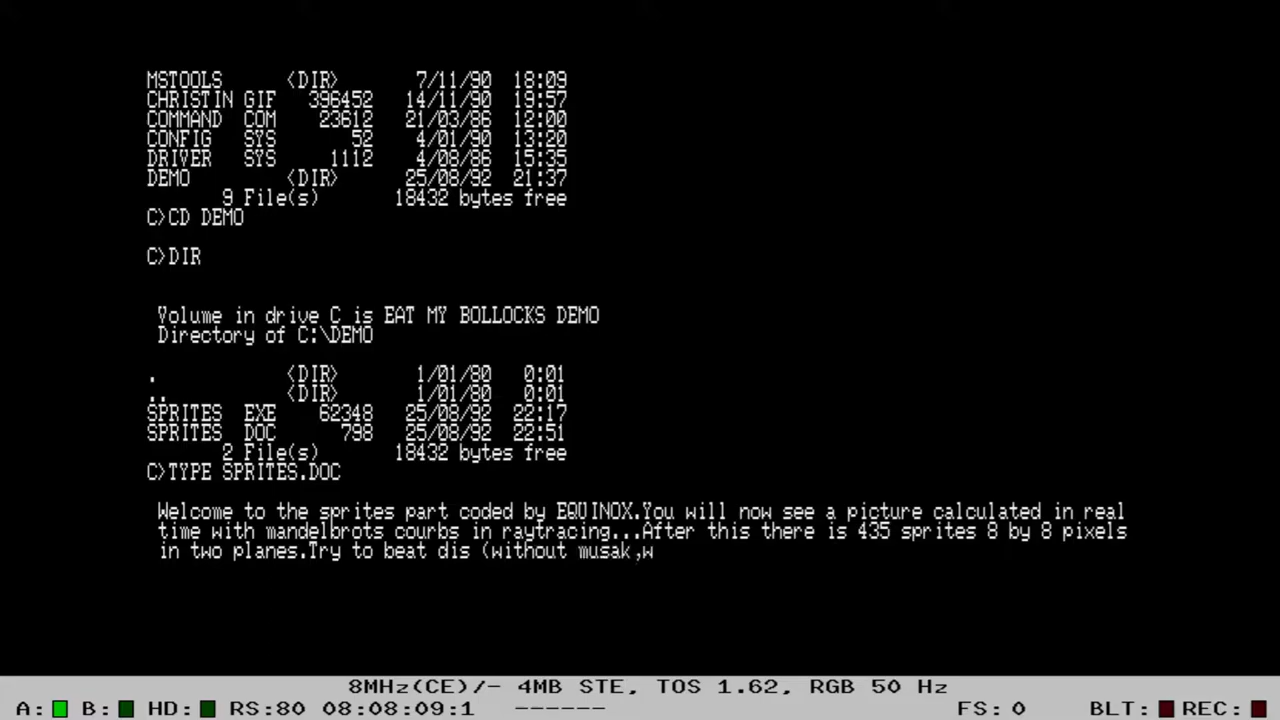 MSTOOLS <DIR> 7/11/90 18:09
CHRISTIN GIF 396452 14/11/90 19:57
COMMAND COM 23612 21/03/86 12:00
CONFIG SYS 52 4/01/90 13:20
DRIVER SYS 1112 4/08/86 15:35
DEMO <DIR> 25/08/92 21:37
9 File(s) 18432 bytes free
C>CD DEMO
C>DIR
Volume in drive C is EAT MY BOLLOCKS DEMO
Directory of C:\DEMO
. <DIR> 1/01/80 0:01
.. <DIR> 1/01/80 0:01
SPRITES EXE 62348 25/08/92 22:17
SPRITES DOC 798 25/08/92 22:51
2 File(s) 18432 bytes free
C>TYPE SPRITES.DOC
Welcome to the sprites part coded by EQUINOX.You will now see a picture calculated in real
time with mandelbrots courbs in raytracing...After this there is 435 sprites 8 by 8 pixels
in two planes.Try to beat dis (without musak,w
8MHz(CE)/- 4MB STE, TOS 1.62, RGB 50 Hz
A: B: HD: RS:80 08:08:09:1 ------ FS: 0 BLT: REC: